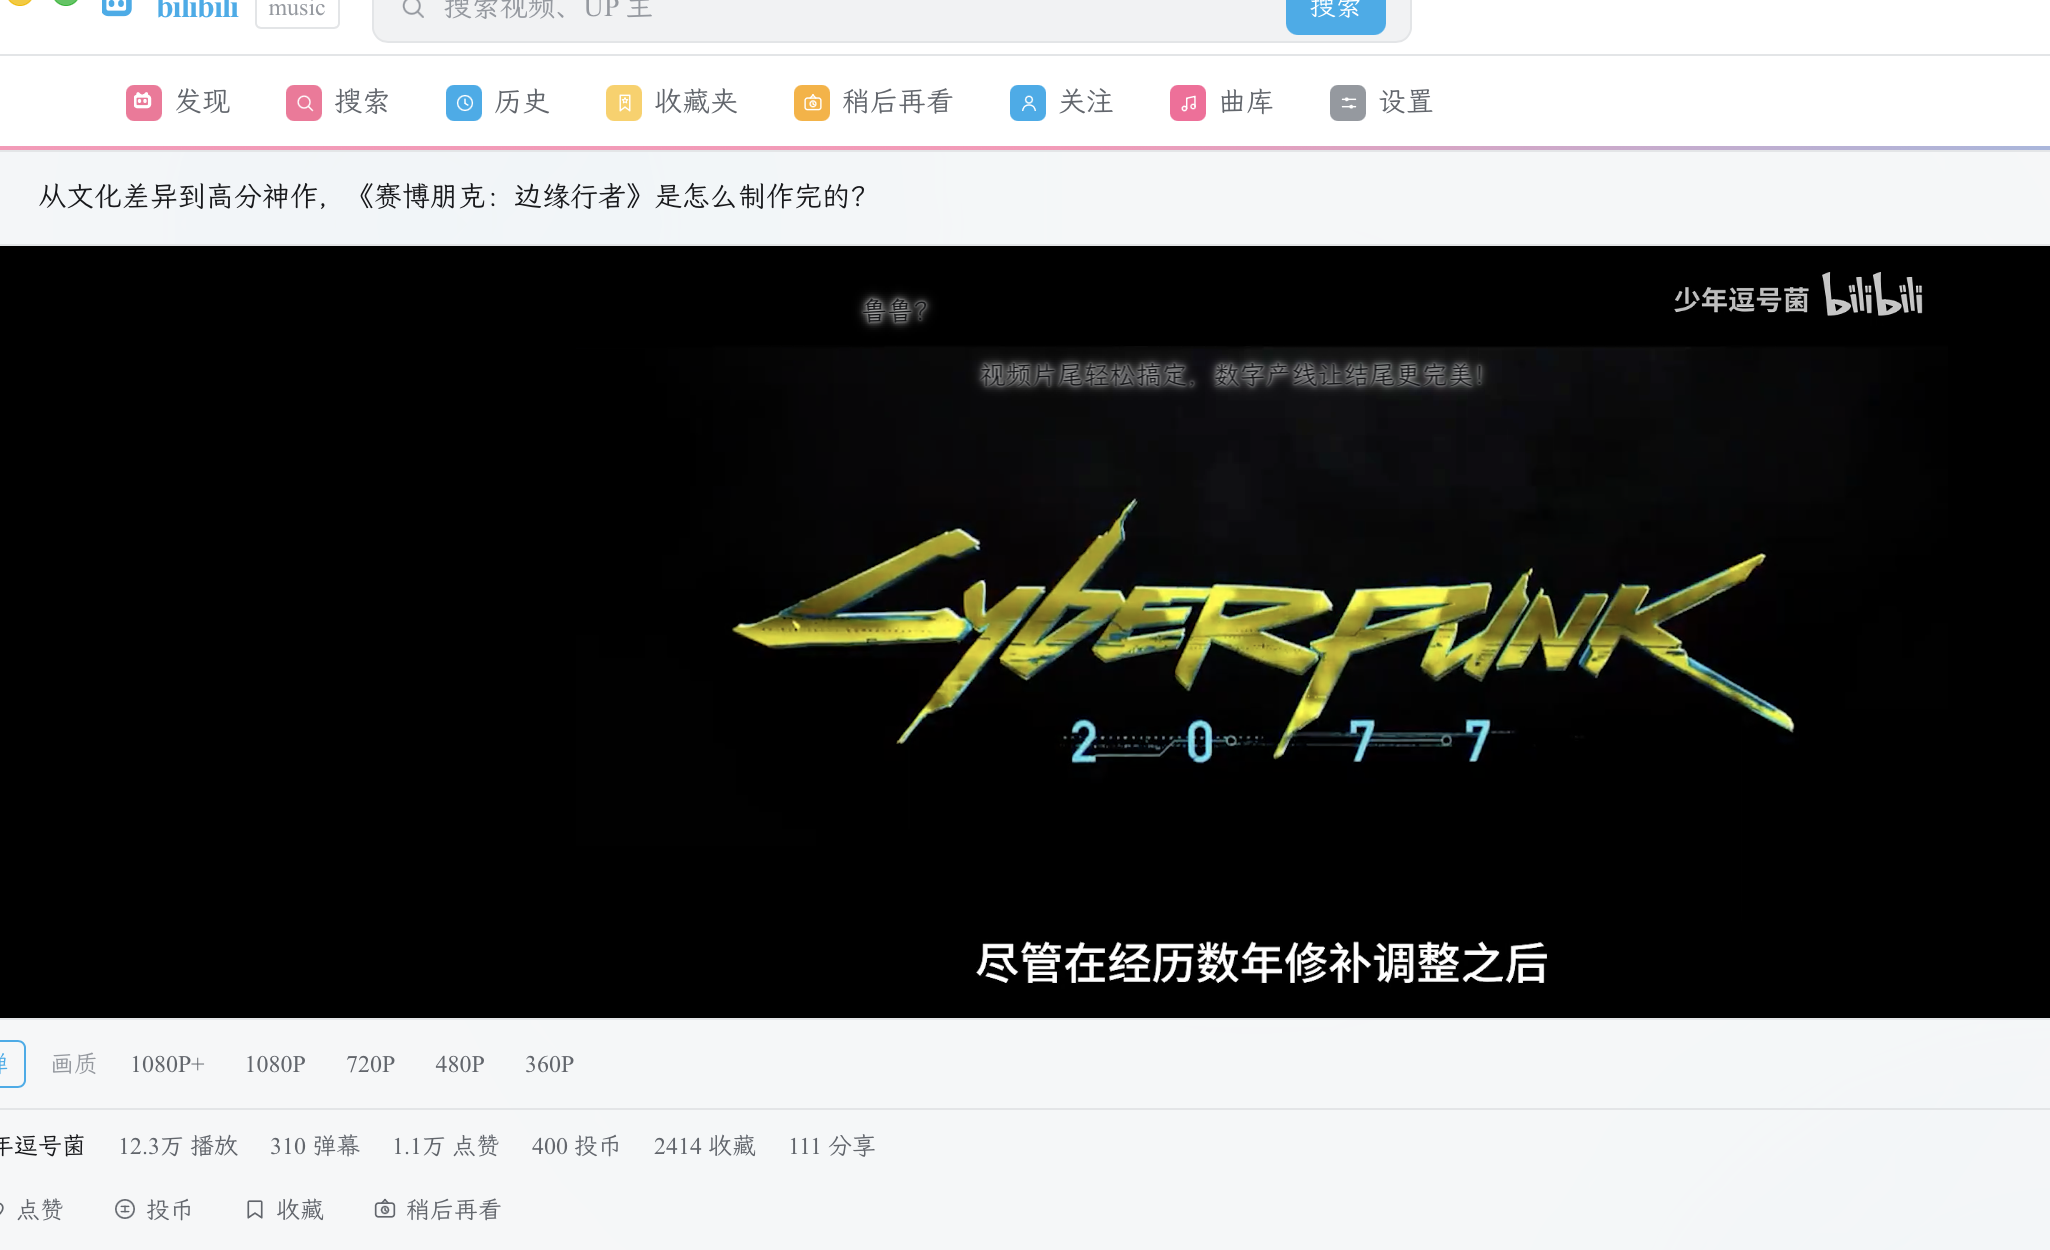 bilibili music 搜索视频、UP 主 搜索
发现 搜索 历史 收藏夹 稍后再看 关注 曲库 设置
从文化差异到高分神作，《赛博朋克：边缘行者》是怎么制作完的？
少年逗号菌 bilibili
鲁鲁？
视频片尾轻松搞定，数字产线让结尾更完美！
CYBERPUNK
2077
尽管在经历数年修补调整之后
弹 画质 1080P+ 1080P 720P 480P 360P
年逗号菌 12.3万 播放 310 弹幕 1.1万 点赞 400 投币 2414 收藏 111 分享
点赞 投币 收藏 稍后再看